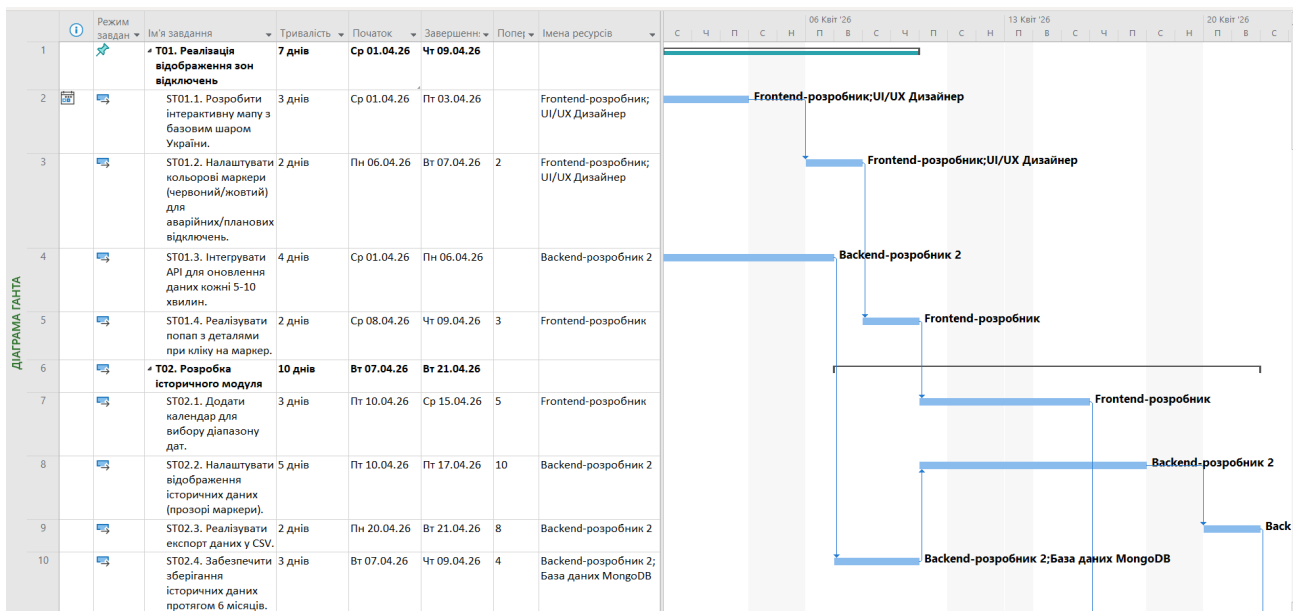 06 Квіт '26 13 Квіт '26 20 Квіт '26
Режим завдан Ім'я завдання Тривалість Початок Завершенн: Попер Імена ресурсів С Ч П С Н П В С Ч П С Н П В С Ч П С Н П В С
ДІАГРАМА ГАНТА
1 T01. Реалізація 7 днів Ср 01.04.26 Чт 09.04.26
відображення зон
відключень
2 ST01.1. Розробити 3 днів Ср 01.04.26 Пт 03.04.26 Frontend-розробник; Frontend-розробник;UI/UX Дизайнер
інтерактивну мапу з UI/UX Дизайнер
базовим шаром
України.
3 ST01.2. Налаштувати 2 днів Пн 06.04.26 Вт 07.04.26 2 Frontend-розробник; Frontend-розробник;UI/UX Дизайнер
кольорові маркери UI/UX Дизайнер
(червоний/жовтий)
для
аварійних/планових
відключень.
4 ST01.3. Інтегрувати 4 днів Ср 01.04.26 Пн 06.04.26 Backend-розробник 2 Backend-розробник 2
API для оновлення
даних кожні 5-10
хвилин.
5 ST01.4. Реалізувати 2 днів Ср 08.04.26 Чт 09.04.26 3 Frontend-розробник Frontend-розробник
попап з деталями
при кліку на маркер.
6 T02. Розробка 10 днів Вт 07.04.26 Вт 21.04.26
історичного модуля
7 ST02.1. Додати 3 днів Пт 10.04.26 Ср 15.04.26 5 Frontend-розробник Frontend-розробник
календар для
вибору діапазону
дат.
8 ST02.2. Налаштувати 5 днів Пт 10.04.26 Пт 17.04.26 10 Backend-розробник 2 Backend-розробник 2
відображення
історичних даних
(прозорі маркери).
9 ST02.3. Реалізувати 2 днів Пн 20.04.26 Вт 21.04.26 8 Backend-розробник 2 Back
експорт даних у CSV.
10 ST02.4. Забезпечити 3 днів Вт 07.04.26 Чт 09.04.26 4 Backend-розробник 2; Backend-розробник 2;База даних MongoDB
зберігання База даних MongoDB
історичних даних
протягом 6 місяців.